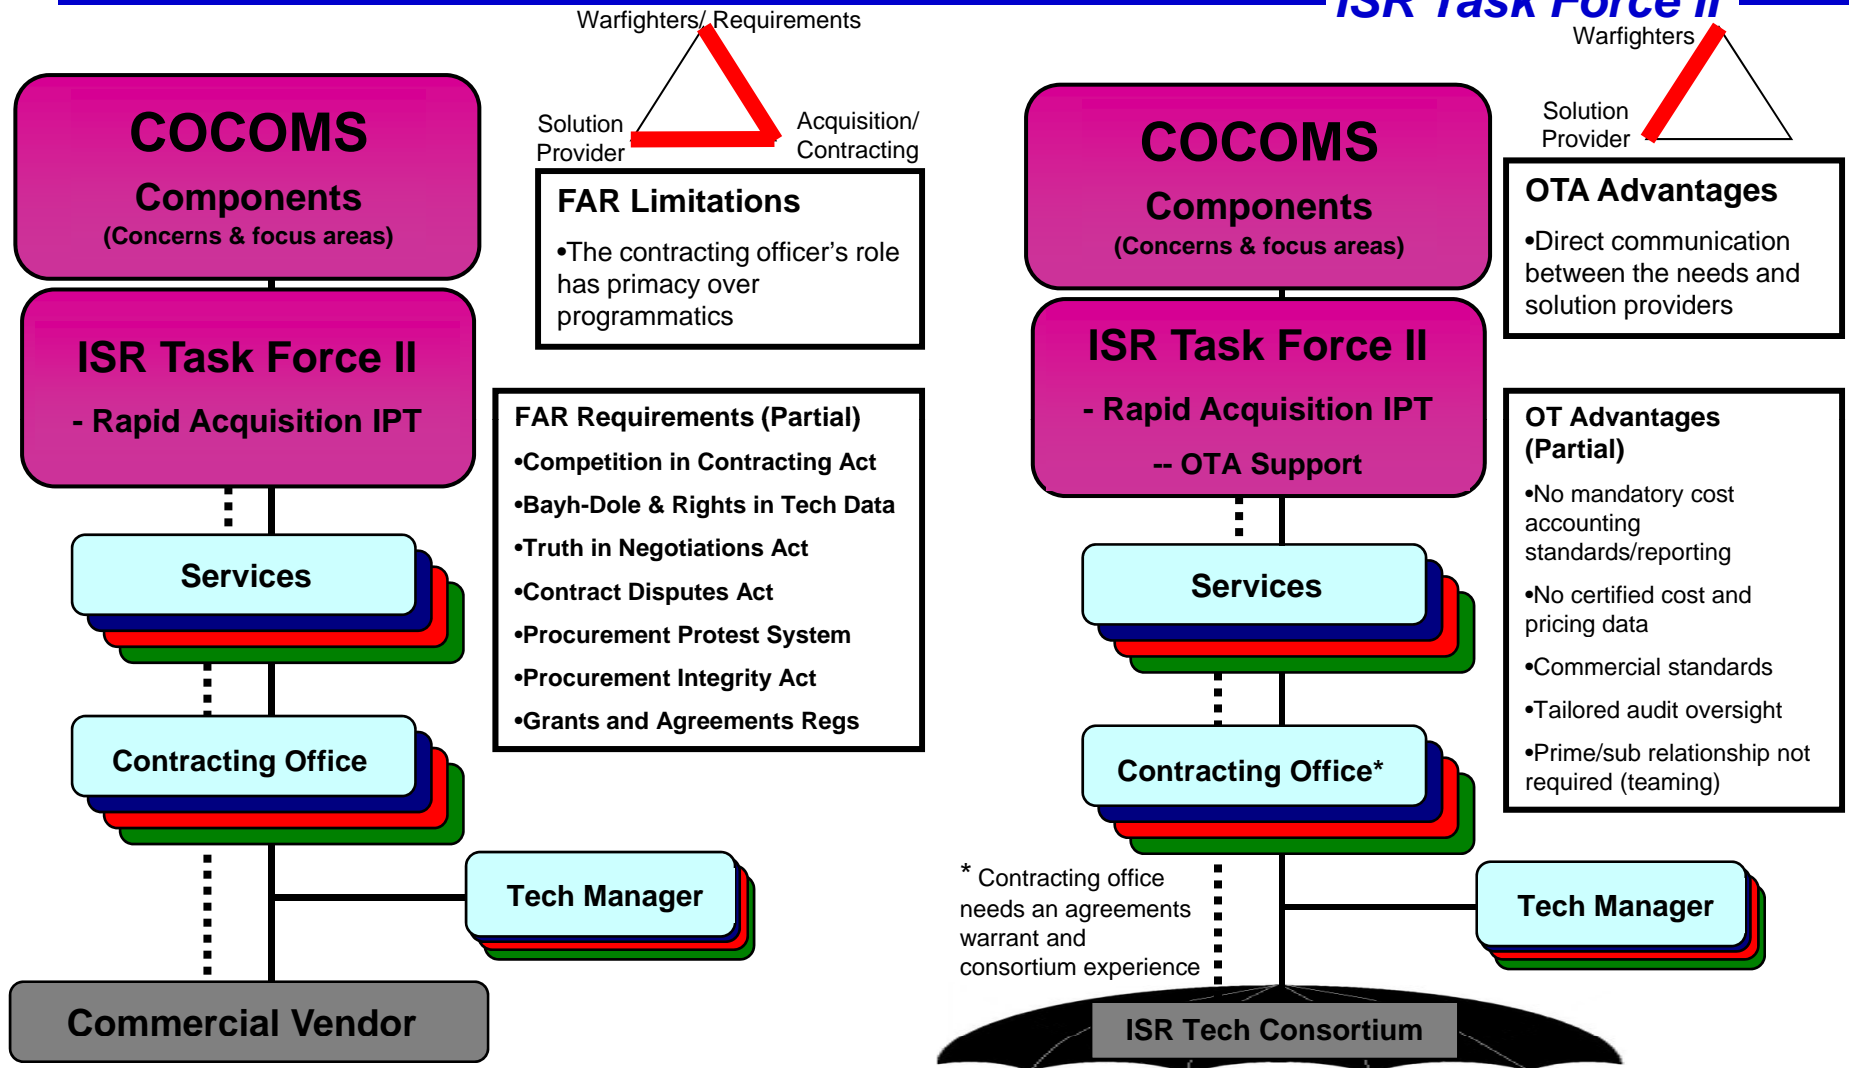 ISR Task Force II
Warfighters/ Requirements
Solution
Provider
Acquisition/
Contracting
COCOMS
Components
(Concerns & focus areas)
ISR Task Force II
- Rapid Acquisition IPT
Services
Contracting Office
Tech Manager
Commercial Vendor
FAR Limitations
•The contracting officer’s role
has primacy over
programmatics
FAR Requirements (Partial)
•Competition in Contracting Act
•Bayh-Dole & Rights in Tech Data
•Truth in Negotiations Act
•Contract Disputes Act
•Procurement Protest System
•Procurement Integrity Act
•Grants and Agreements Regs
Warfighters
Solution
Provider
COCOMS
Components
(Concerns & focus areas)
ISR Task Force II
- Rapid Acquisition IPT
-- OTA Support
Services
Contracting Office*
* Contracting office
needs an agreements
warrant and
consortium experience
Tech Manager
ISR Tech Consortium
OTA Advantages
•Direct communication
between the needs and
solution providers
OT Advantages
(Partial)
•No mandatory cost
accounting
standards/reporting
•No certified cost and
pricing data
•Commercial standards
•Tailored audit oversight
•Prime/sub relationship not
required (teaming)